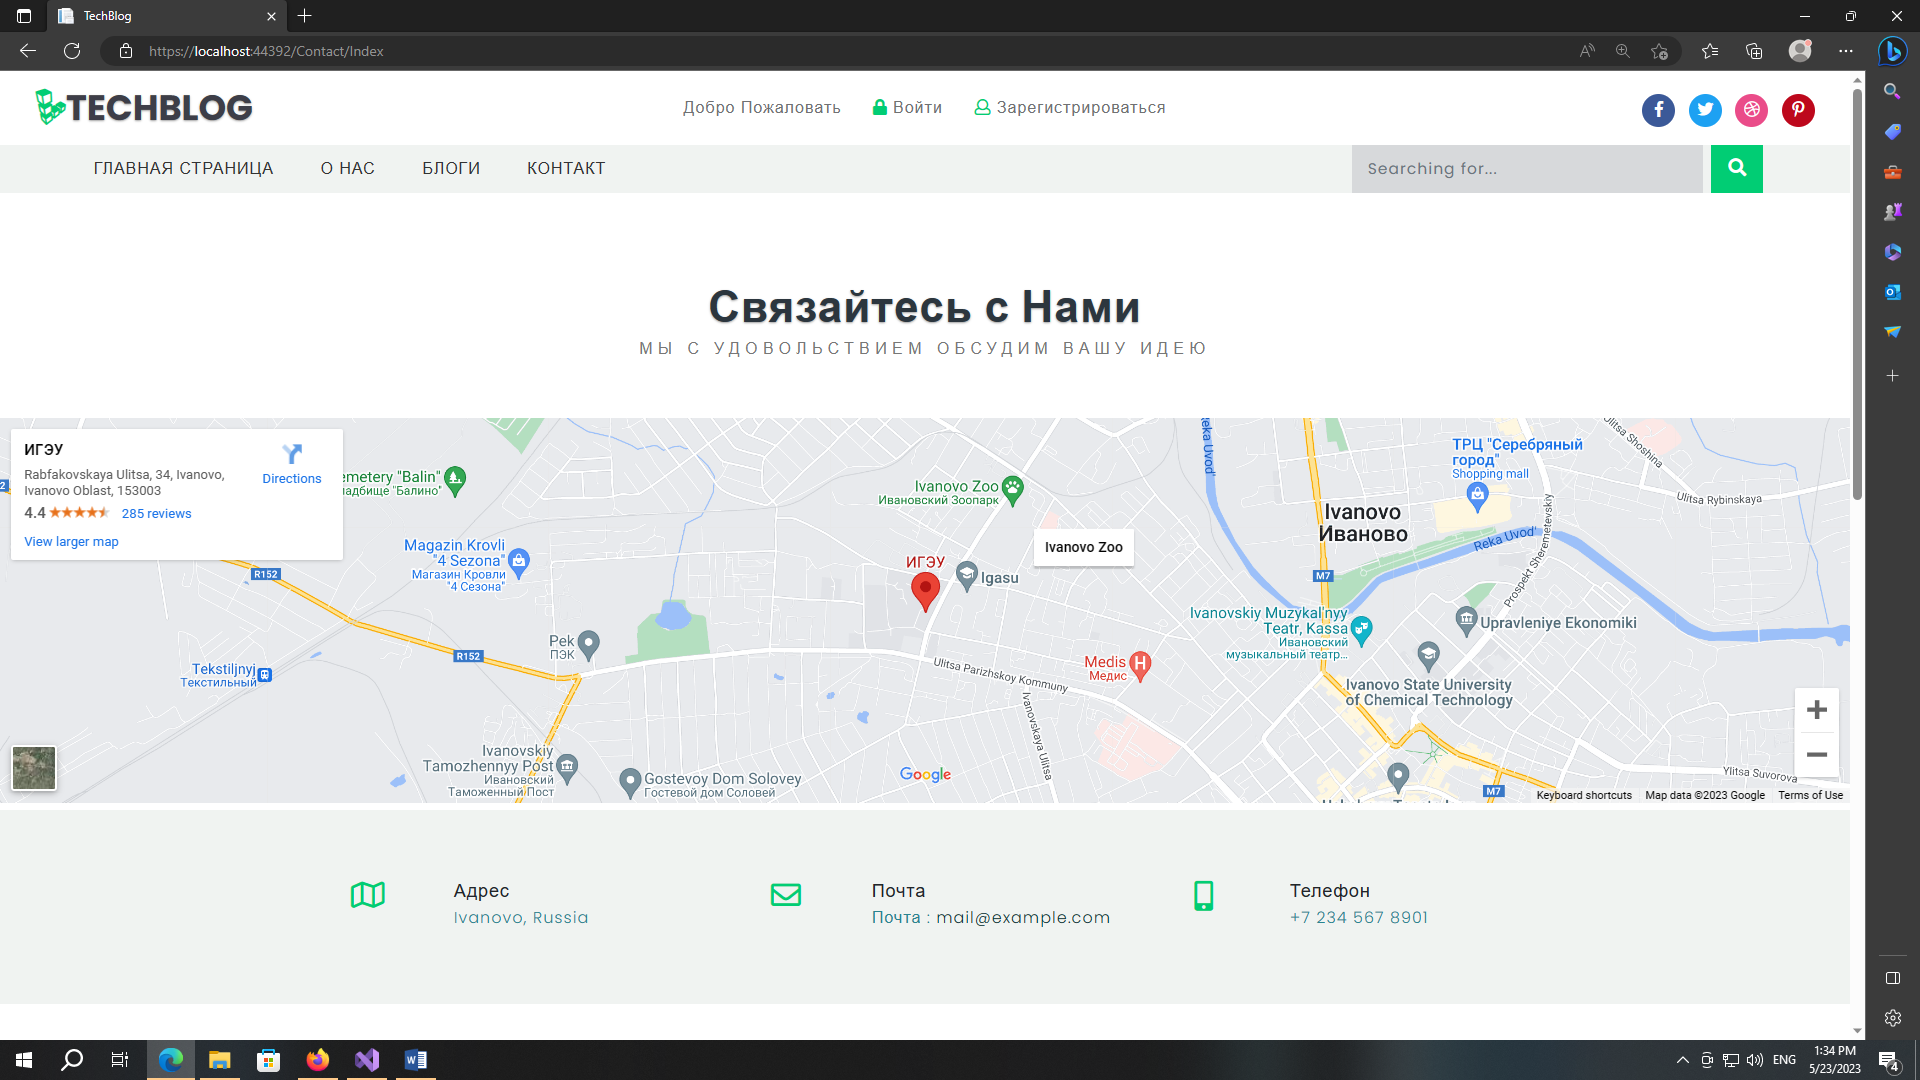 TechBlog
https://localhost:44392/Contact/Index
TECHBLOG
Добро Пожаловать
Войти
Зарегистрироваться
ГЛАВНАЯ СТРАНИЦА
О НАС
БЛОГИ
КОНТАКТ
Searching for...
Связайтесь с Нами
МЫ С УДОВОЛЬСТВИЕМ ОБСУДИМ ВАШУ ИДЕЮ
ИГЭУ
Rabfakovskaya Ulitsa, 34, Ivanovo,
Ivanovo Oblast, 153003
4.4
285 reviews
View larger map
Directions
emetery "Balin"
ладбище "Балино"
Ivanovo Zoo
Ивановский Зоопарк
Reka Uvod'
ТРЦ "Серебряный
город"
Shopping mall
Ulitsa Shoshina
Ulitsa Rybinskaya
Ivanovo
Иваново
Reka Uvod'
Prospekt Sheremetevskiy
Magazin Krovli
"4 Sezona"
Магазин Кровли
"4 Сезона"
R152
ИГЭУ
Igasu
Ivanovo Zoo
M7
Ivanovskiy Muzykal'nyy
Teatr, Kassa
Ивановский
музыкальный театр...
Upravleniye Ekonomiki
Pek
ПЭК
R152
Tekstiljnyj
Текстильный
Ulitsa Parizhskoy Kommuny
Medis
Медис
Ivanovo State University
of Chemical Technology
Ivanovskaya Ulitsa
Ivanovskiy
Tamozhennyy Post
Ивановский
Таможенный Пост
Gostevoy Dom Solovey
Гостевой дом Соловей
Google
M7
Ylitsa Suvorova
Keyboard shortcuts
Map data ©2023 Google
Terms of Use
Адрес
Ivanovo, Russia
Почта
Почта : mail@example.com
Телефон
+7 234 567 8901
ENG
1:34 PM
5/23/2023
4